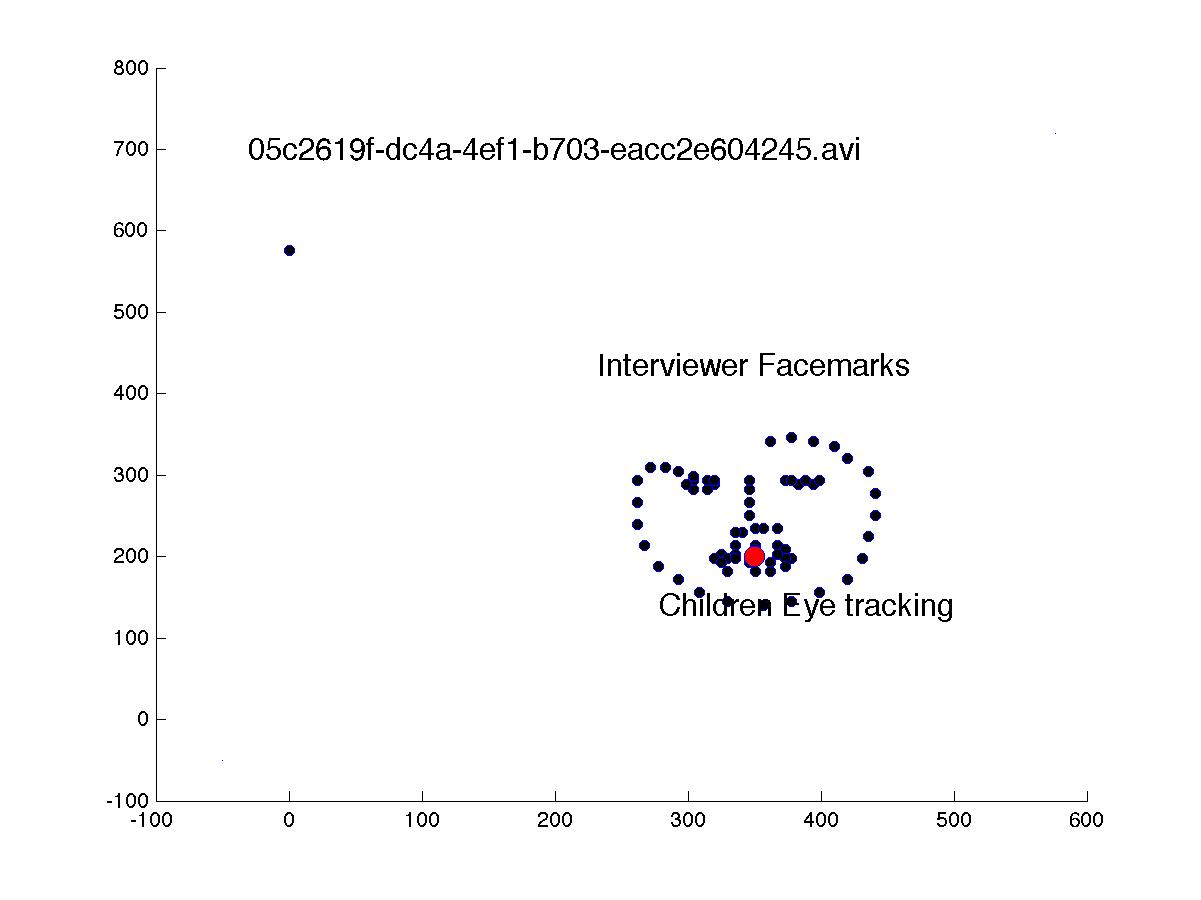 800
700
05c2619f-dc4a-4ef1-b703-eacc2e604245.avi
600
500
Interviewer Facemarks
400
300
200
Children Eye tracking
100
0
-100
-100 0 100 200 300 400 500 600